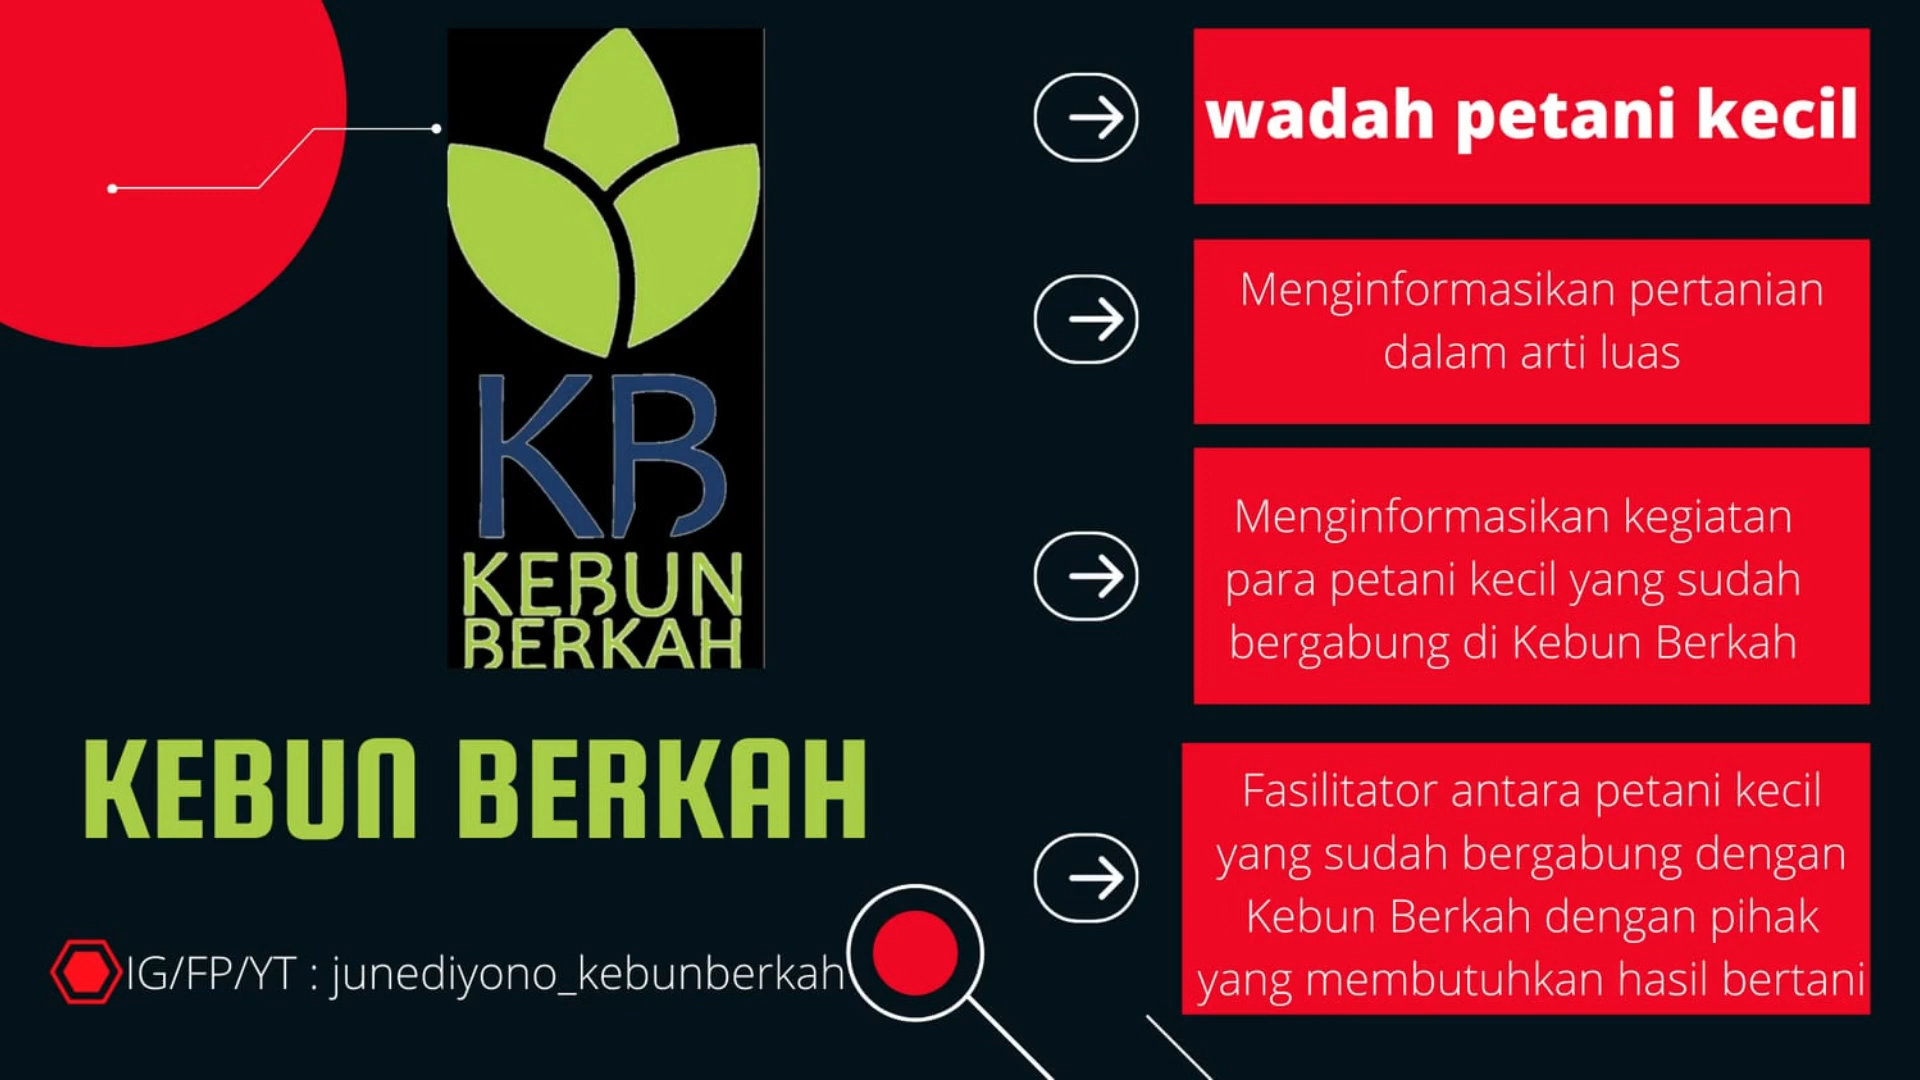 KB
KEBUN
BERKAH
KEBUN BERKAH
IG/FP/YT : junediyono_kebunberkah
wadah petani kecil
Menginformasikan pertanian
dalam arti luas
Menginformasikan kegiatan
para petani kecil yang sudah
bergabung di Kebun Berkah
Fasilitator antara petani kecil
yang sudah bergabung dengan
Kebun Berkah dengan pihak
yang membutuhkan hasil bertani